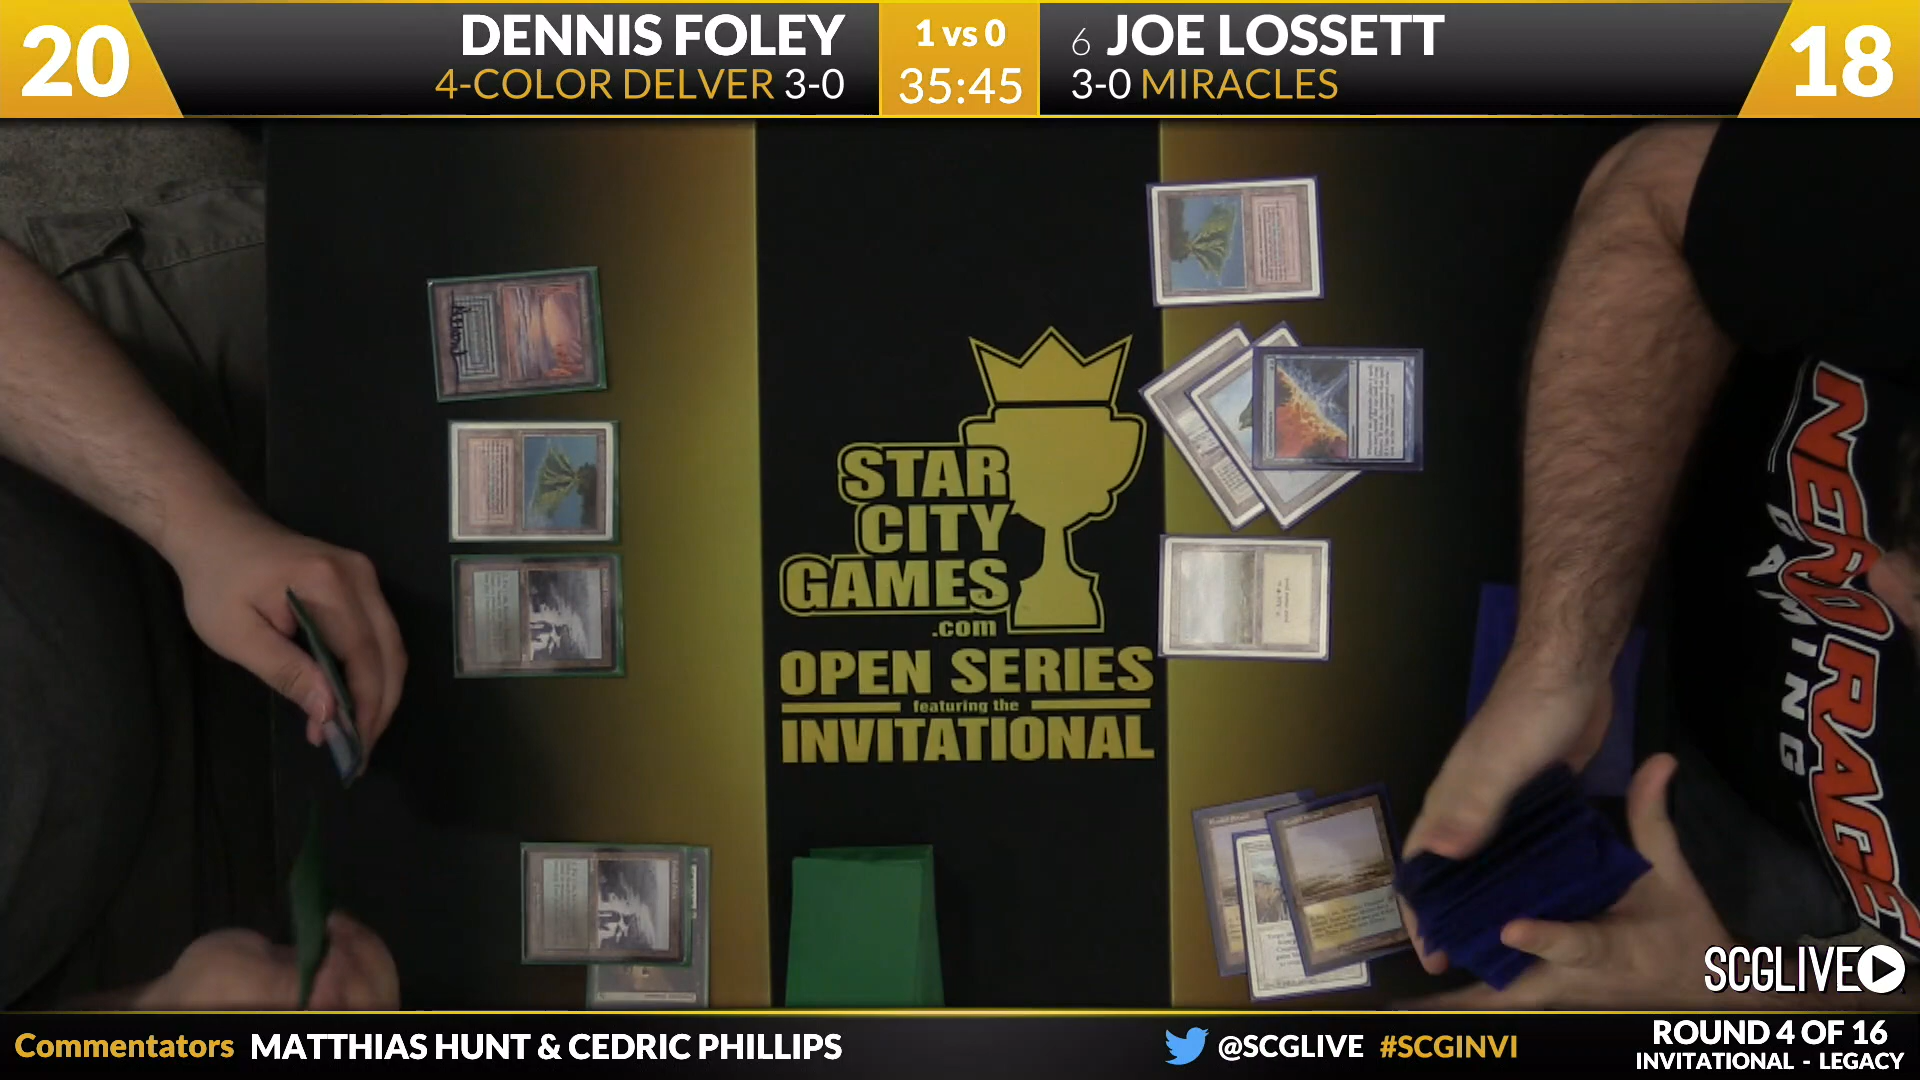 20
DENNIS FOLEY
4-COLOR DELVER 3-0
1 vs 0
35:45
6 JOE LOSSETT
3-0 MIRACLES
18
STAR
CITY
GAMES
.com
OPEN SERIES
featuring the
INVITATIONAL
NERD RAGE
GAMING
SCGLIVE
Commentators MATTHIAS HUNT & CEDRIC PHILLIPS
@SCGLIVE #SCGINVI
ROUND 4 OF 16
INVITATIONAL - LEGACY